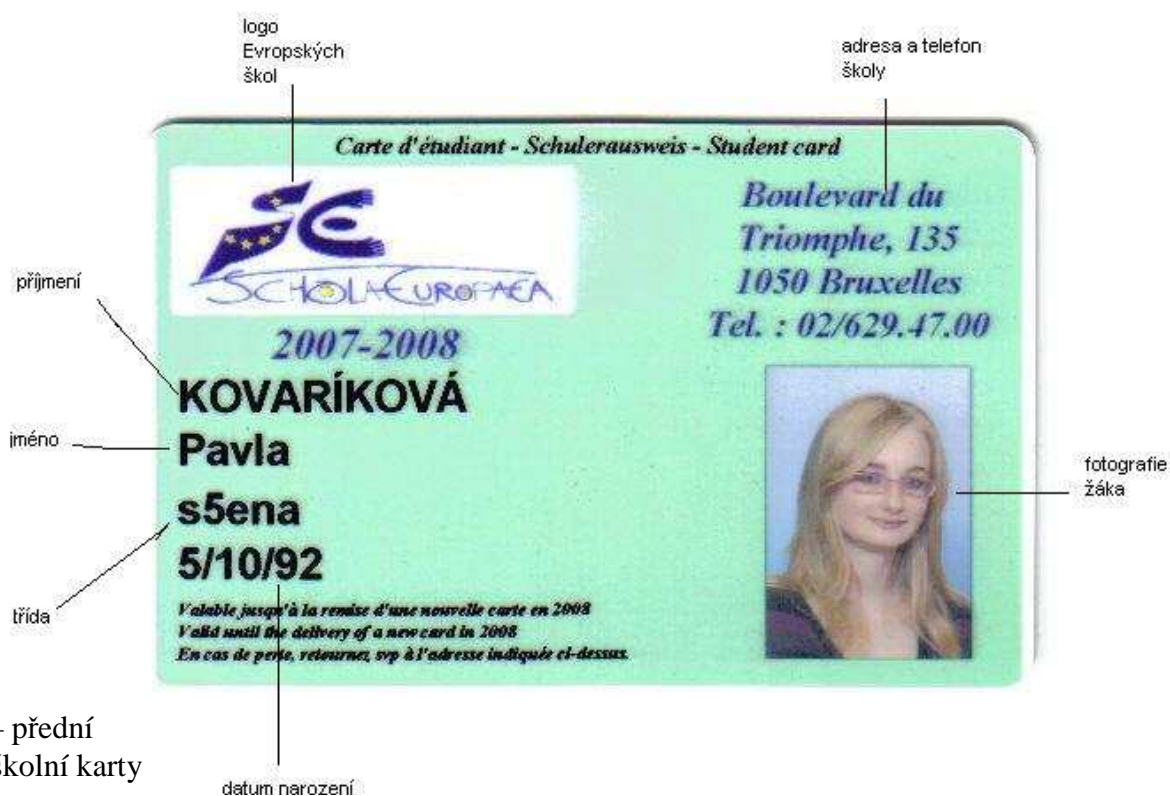 logo
Evropských
škol
adresa a telefon
školy
Carte d'étudiant - Schulerausweis - Student card
SE
SCHOLA EUROPAEA
Boulevard du
Triomphe, 135
1050 Bruxelles
Tel. : 02/629.47.00
příjmení
2007-2008
KOVARÍKOVÁ
jméno
Pavla
fotografie
žáka
s5ena
5/10/92
třída
Valable jusqu'à la remise d'une nouvelle carte en 2008
Valid until the delivery of a new card in 2008
En cas de perte, retournez svp à l'adresse indiquée ci-dessus.
- přední
školní karty
datum narození